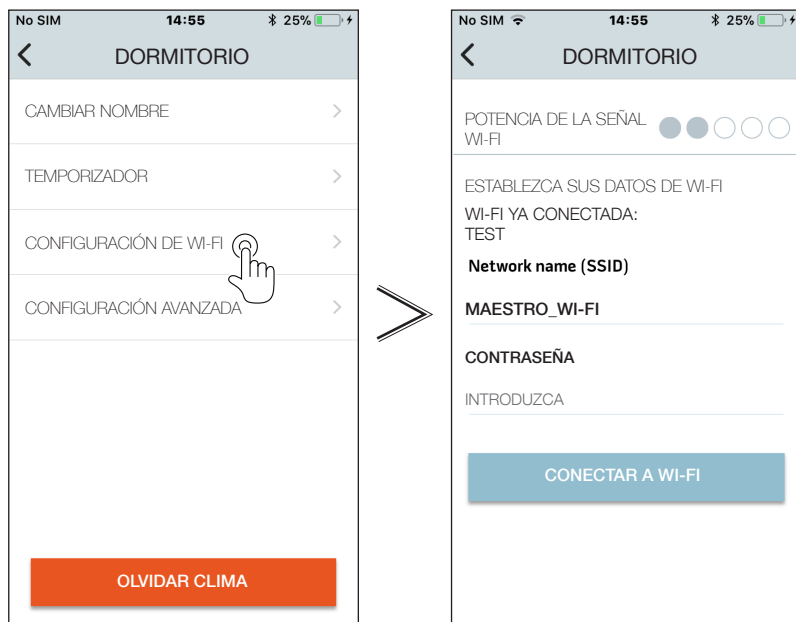 No SIM 14:55 25%
DORMITORIO
CAMBIAR NOMBRE
TEMPORIZADOR
CONFIGURACIÓN DE WI-FI
CONFIGURACIÓN AVANZADA
OLVIDAR CLIMA
No SIM 14:55 25%
DORMITORIO
POTENCIA DE LA SEÑAL
WI-FI
ESTABLEZCA SUS DATOS DE WI-FI
WI-FI YA CONECTADA:
TEST
Network name (SSID)
MAESTRO_WI-FI
CONTRASEÑA
INTRODUZCA
CONECTAR A WI-FI